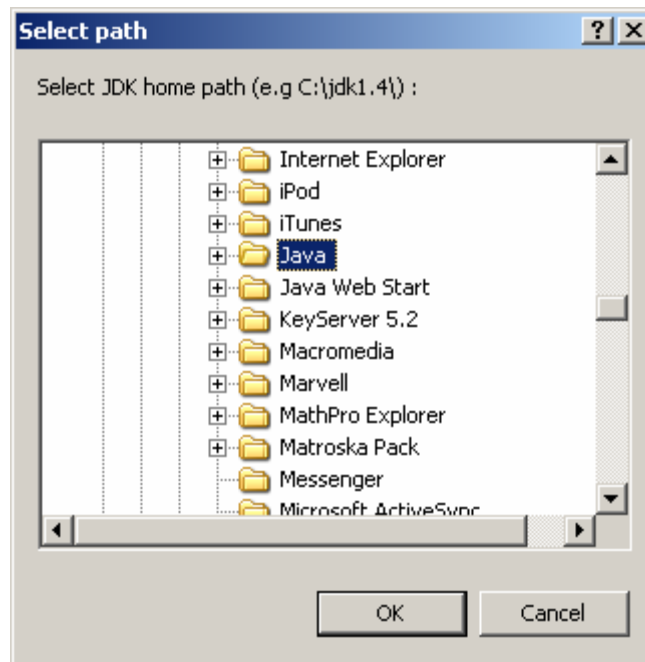 Select path
Select JDK home path (e.g C:\jdk1.4\) :
Internet Explorer
iPod
iTunes
Java
Java Web Start
KeyServer 5.2
Macromedia
Marvell
MathPro Explorer
Matroska Pack
Messenger
Microsoft ActiveSync
OK Cancel